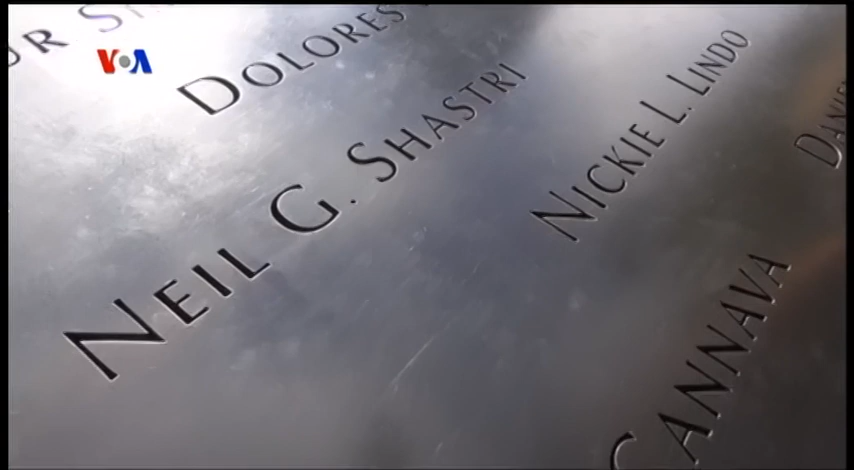 VOA
DOLORES
NEIL G. SHASTRI
NICKIE L. LINDO
CANNAVA